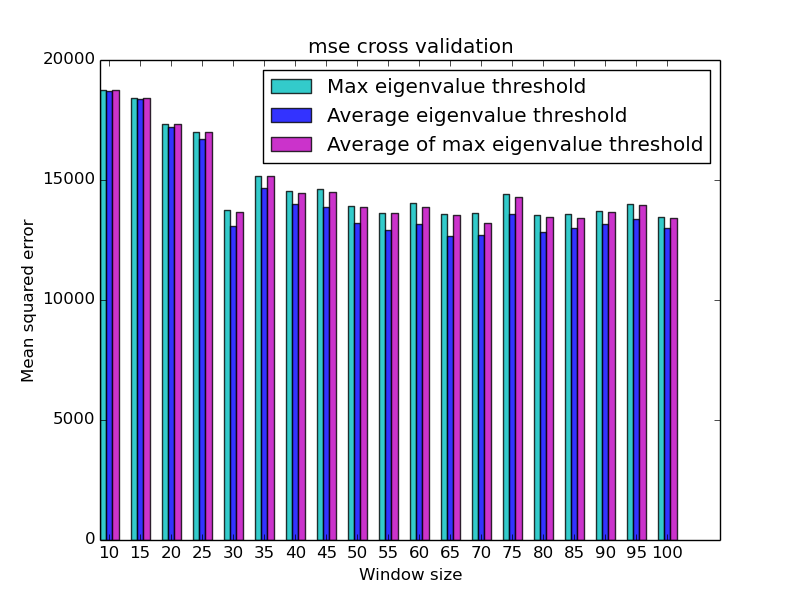 mse cross validation
Max eigenvalue threshold
Average eigenvalue threshold
Average of max eigenvalue threshold
Mean squared error
20000
15000
10000
5000
0
10 15 20 25 30 35 40 45 50 55 60 65 70 75 80 85 90 95 100
Window size